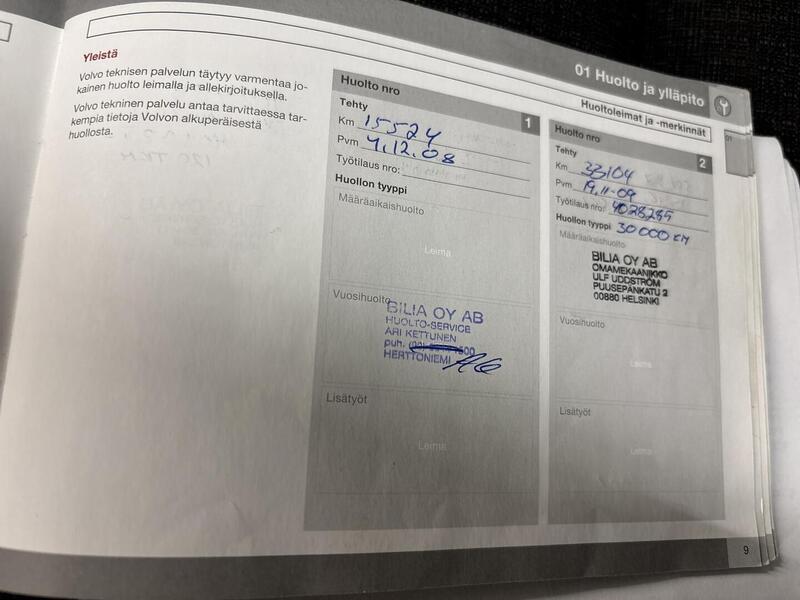 01 Huolto ja ylläpito
Huoltoleimat ja -merkinnät
01
Yleistä
Volvo teknisen palvelun täytyy varmentaa jo-
kainen huolto leimalla ja allekirjoituksella.
Volvo tekninen palvelu antaa tarvittaessa tar-
kempia tietoja Volvon alkuperäisestä
huollosta.
Huolto nro 1
Tehty
Km 15524
Pvm 4.12.08
Työtilaus nro:
Huollon tyyppi
Määräaikaishuolto
Leima
Vuosihuolto
BILIA OY AB
HUOLTO-SERVICE
ARI KETTUNEN
puh.
HERTTONIEMI
Lisätyöt
Leima
Huolto nro 2
Tehty
Km 33104
Pvm 19.11-09
Työtilaus nro: 4028285
Huollon tyyppi 30000 KM
Määräaikaishuolto
BILIA OY AB
OMAMEKAANIKKO
ULF UDDSTRÖM
PUUSEPÄNKATU 2
00880 HELSINKI
Vuosihuolto
Leima
Lisätyöt
Leima
9